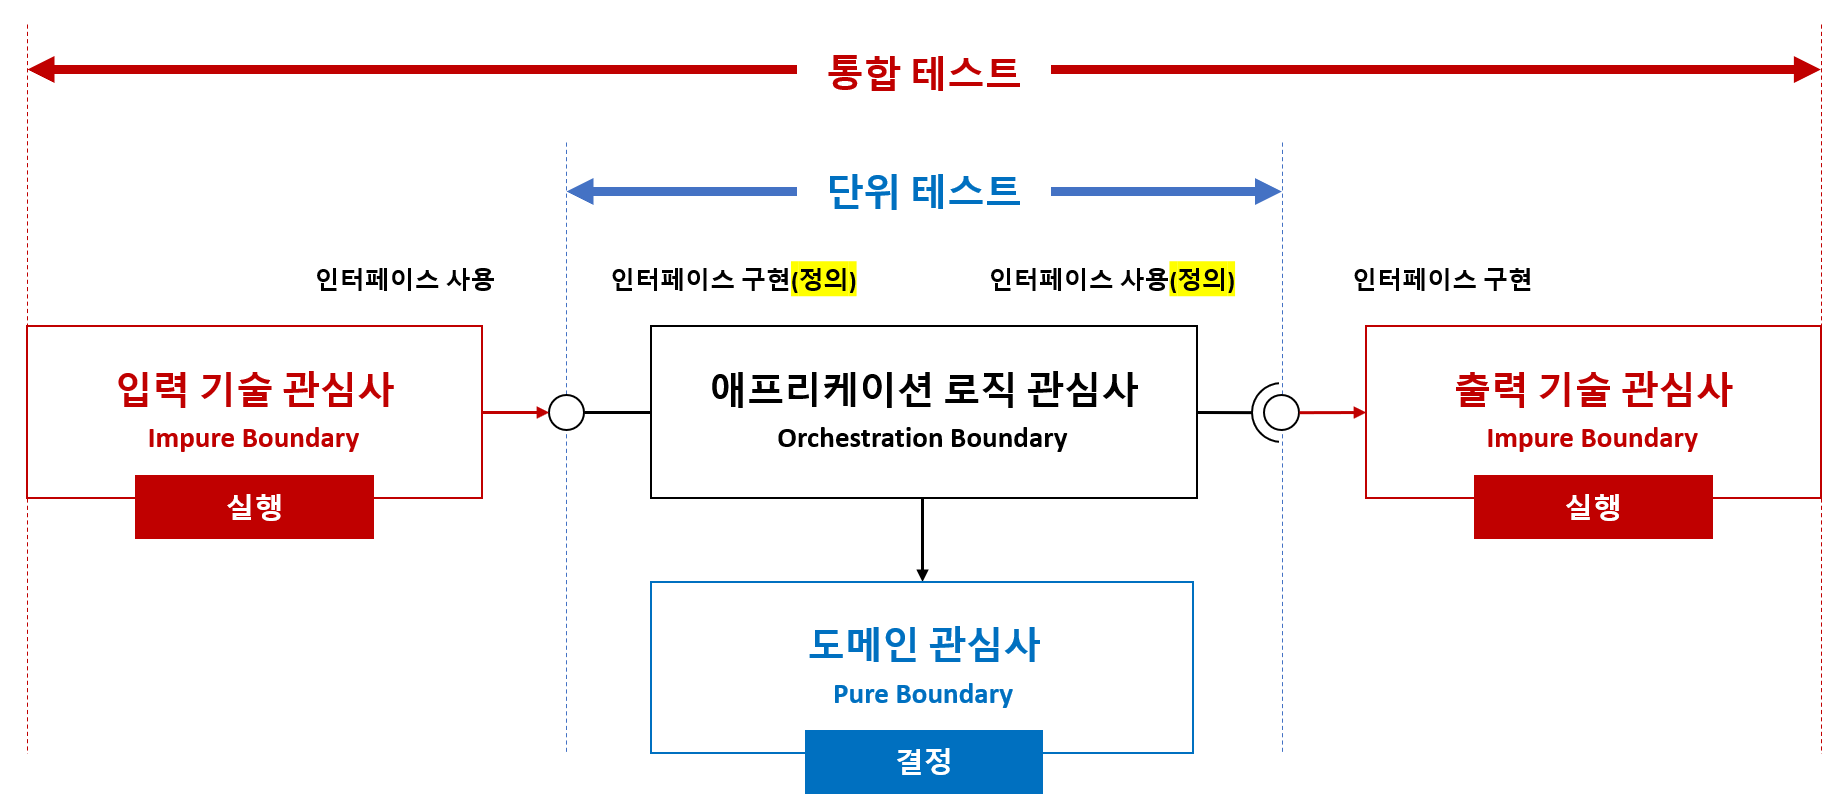 통합 테스트
단위 테스트
인터페이스 사용
인터페이스 구현(정의)
인터페이스 사용(정의)
인터페이스 구현
입력 기술 관심사
Impure Boundary
실행
애프리케이션 로직 관심사
Orchestration Boundary
출력 기술 관심사
Impure Boundary
실행
도메인 관심사
Pure Boundary
결정